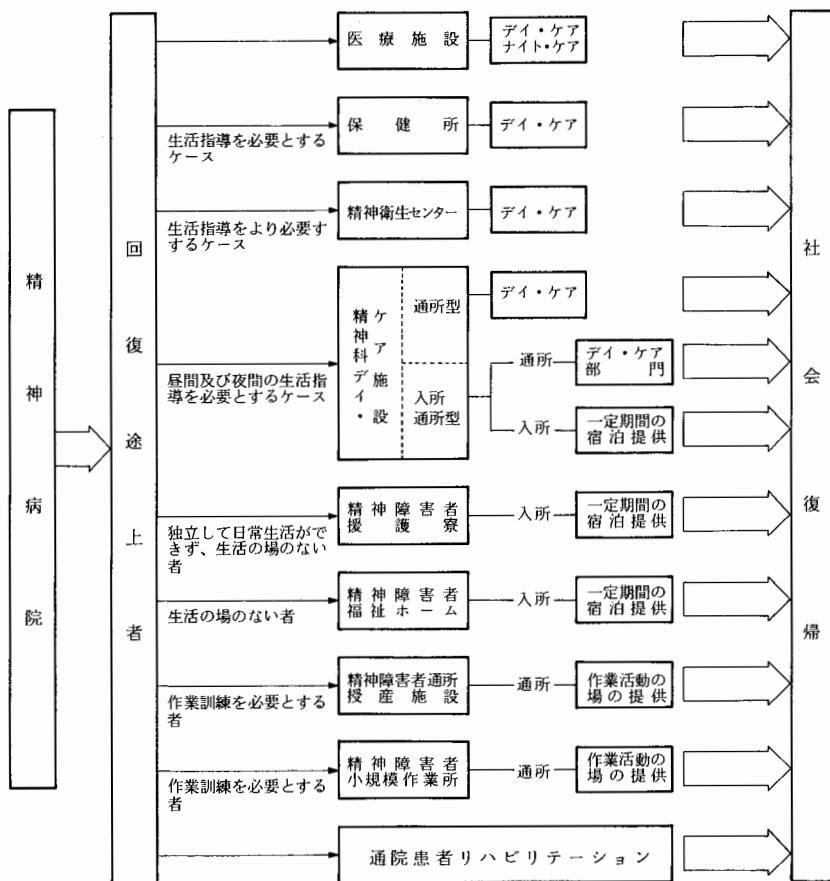 精神病院
回復途上者
医療施設
デイ・ケア
ナイト・ケア
生活指導を必要とする
ケース
保健所
デイ・ケア
生活指導をより必要す
するケース
精神衛生センター
デイ・ケア
昼間及び夜間の生活指
導を必要とするケース
精神科デイ・
ケア施設
通所型
デイ・ケア
入所
通所型
通所
デイ・ケア
部門
入所
一定期間の
宿泊提供
独立して日常生活がで
きず、生活の場のない
者
精神障害者
援護寮
入所
一定期間の
宿泊提供
生活の場のない者
精神障害者
福祉ホーム
入所
一定期間の
宿泊提供
作業訓練を必要とする
者
精神障害者通所
授産施設
通所
作業活動の
場の提供
作業訓練を必要とする
者
精神障害者
小規模作業所
通所
作業活動の
場の提供
通院患者リハビリテーション
社会復帰